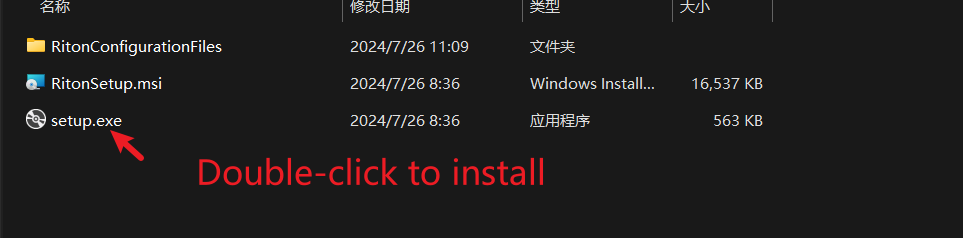 名称 修改日期 类型 大小
RitonConfigurationFiles 2024/7/26 11:09 文件夹
RitonSetup.msi 2024/7/26 8:36 Windows Install... 16,537 KB
setup.exe 2024/7/26 8:36 应用程序 563 KB
Double-click to install